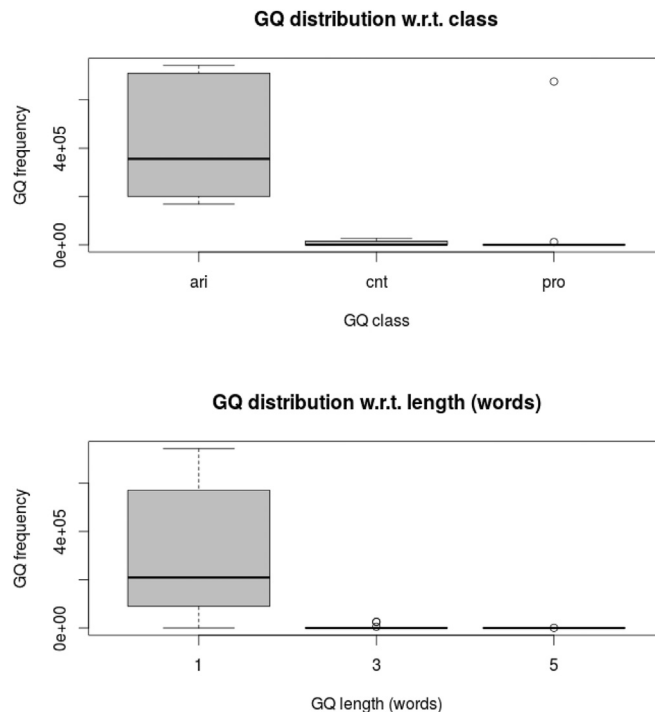 GQ distribution w.r.t. class
GQ frequency
4e+05
0e+00
ari cnt pro
GQ class
GQ distribution w.r.t. length (words)
GQ frequency
4e+05
0e+00
1 3 5
GQ length (words)